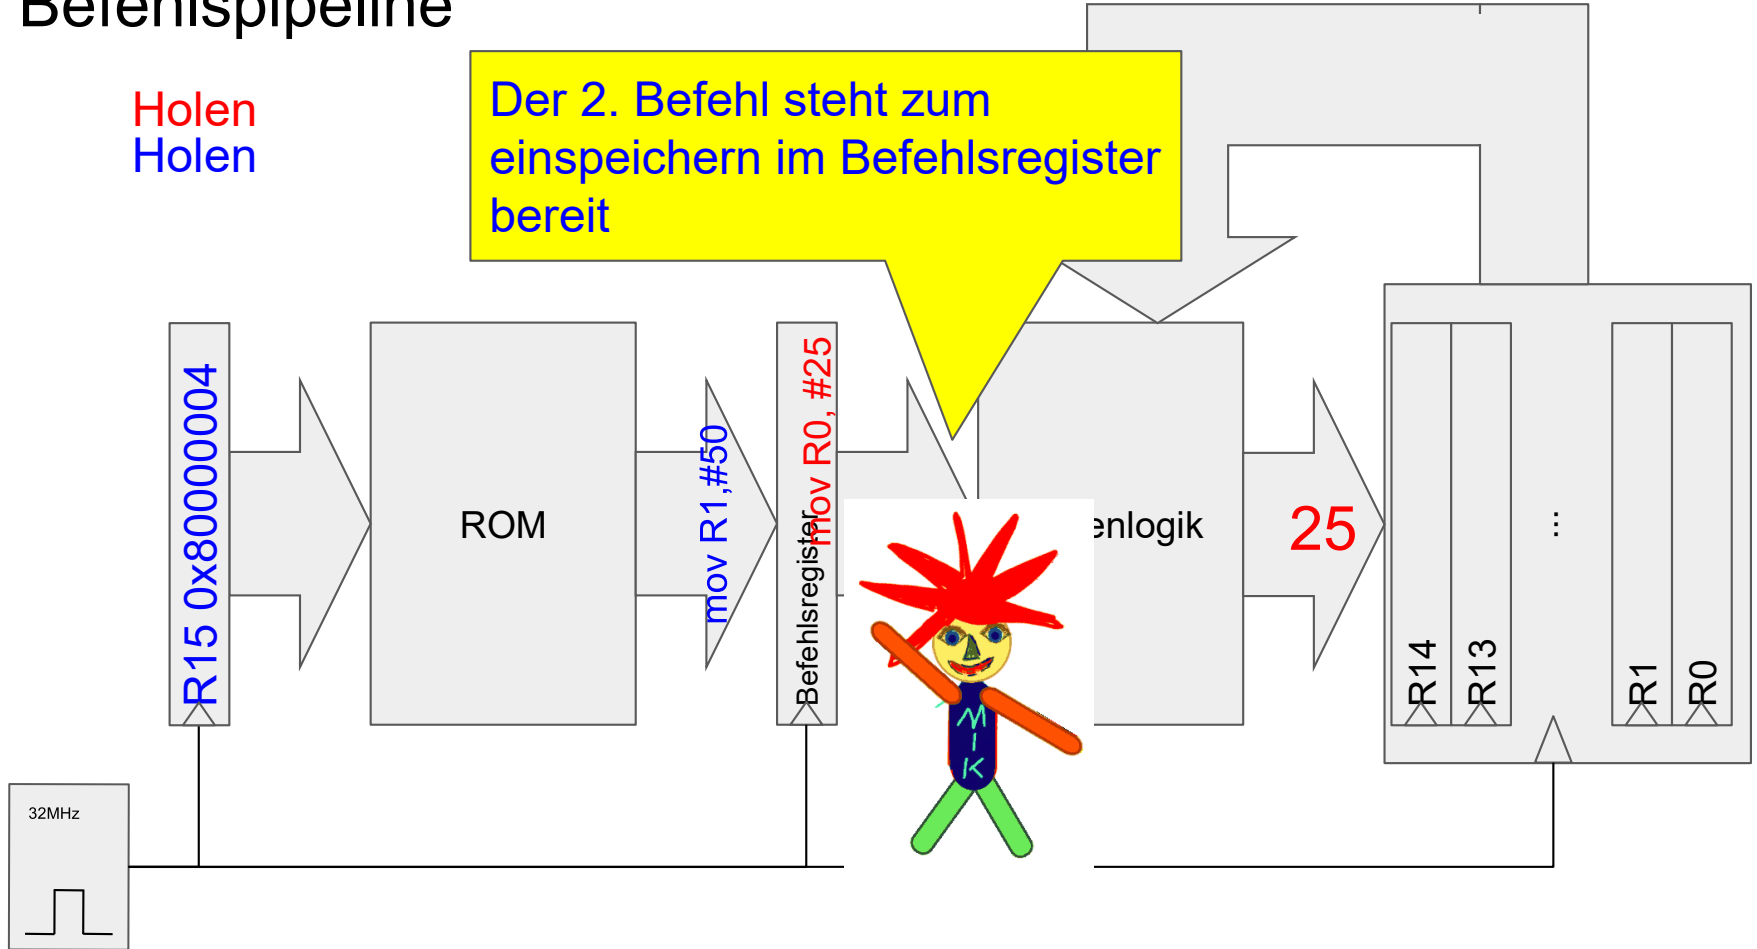 Befehlspipeline
Holen
Holen
Der 2. Befehl steht zum
einspeichern im Befehlsregister
bereit
R15 0x80000004
ROM
mov R1,#50
Befehlsregister
mov R0, #25
enlogik
25
R14
R13
...
R1
R0
32MHz
M
I
K